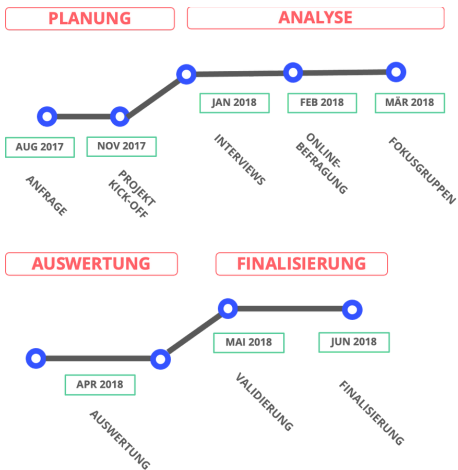 PLANUNG
ANALYSE
AUG 2017
NOV 2017
JAN 2018
FEB 2018
MÄR 2018
ANFRAGE
PROJEKT
KICK-OFF
INTERVIEWS
ONLINE-
BEFRAGUNG
FOKUSGRUPPEN
AUSWERTUNG
FINALISIERUNG
APR 2018
MAI 2018
JUN 2018
AUSWERTUNG
VALIDIERUNG
FINALISIERUNG